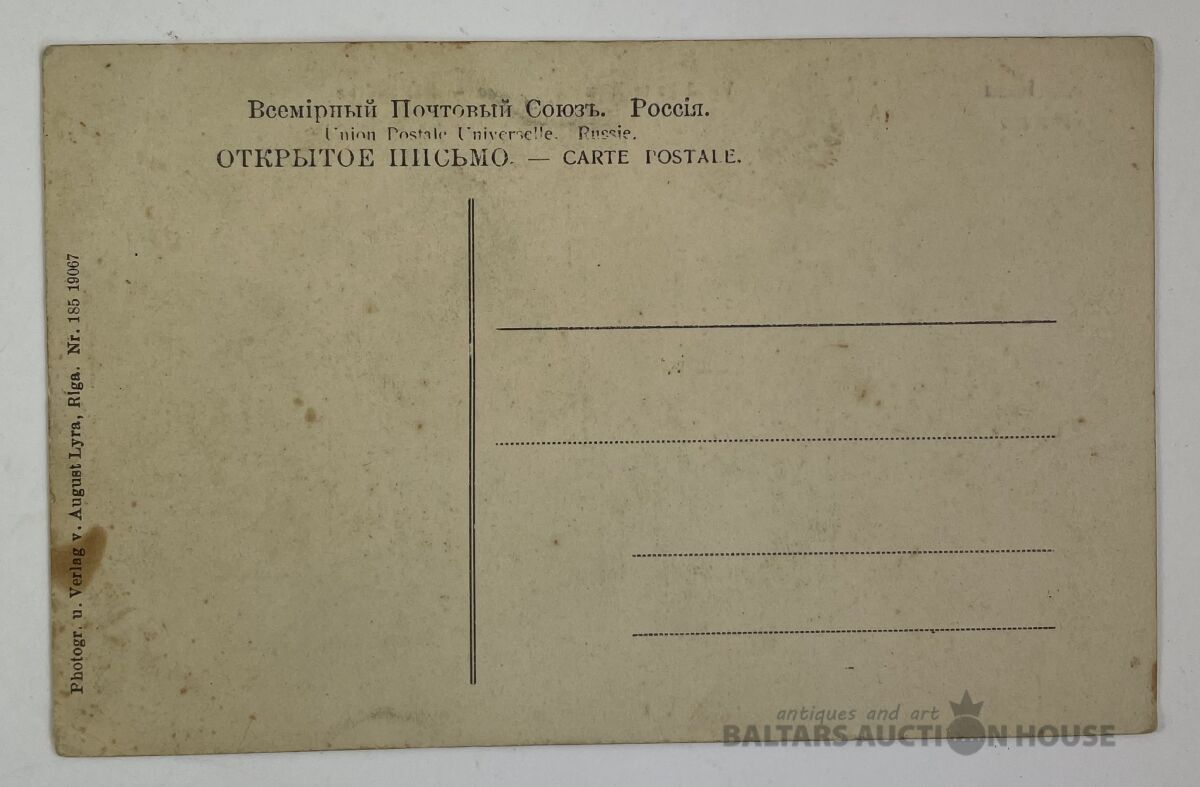 Всемірный Почтовый Союзъ. Россія.
Union Postale Universelle. Russie.
ОТКРЫТОЕ ПИСЬМО. — CARTE POSTALE.
Photogr. u. Verlag v. August Lyra, Riga. Nr. 185 19067
antiques and art
BALTARS AUCTION HOUSE